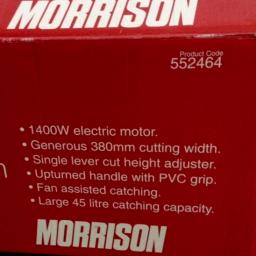 MORRISON
Product Code
552464
• 1400W electric motor.
• Generous 380mm cutting width.
• Single lever cut height adjuster.
• Upturned handle with PVC grip.
• Fan assisted catching.
• Large 45 litre catching capacity.
MORRISON